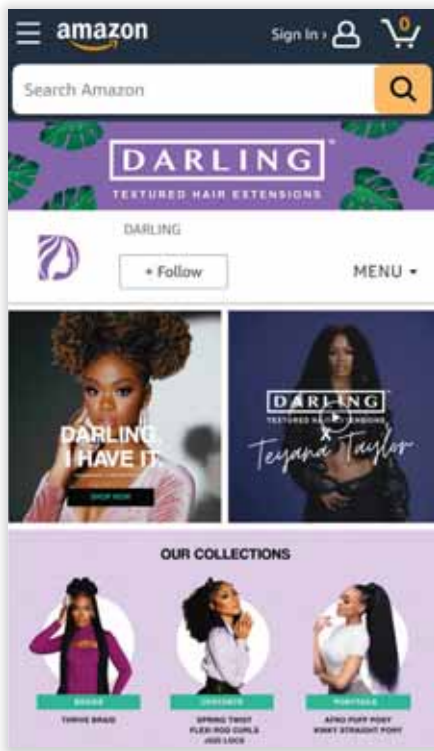 amazon
Sign In ›
0
Search Amazon
DARLING
TEXTURED HAIR EXTENSIONS
DARLING
+ Follow
MENU
DARLING,
I HAVE IT.
SHOP NOW
DARLING
TEXTURED HAIR EXTENSIONS
X
Teyana Taylor
OUR COLLECTIONS
BRAIDS
CROCHETS
PONYTAILS
THRIVE BRAID
SPRING TWIST
FLEXI ROD CURLS
JOZI LOCS
AFRO PUFF PONY
KINKY STRAIGHT PONY